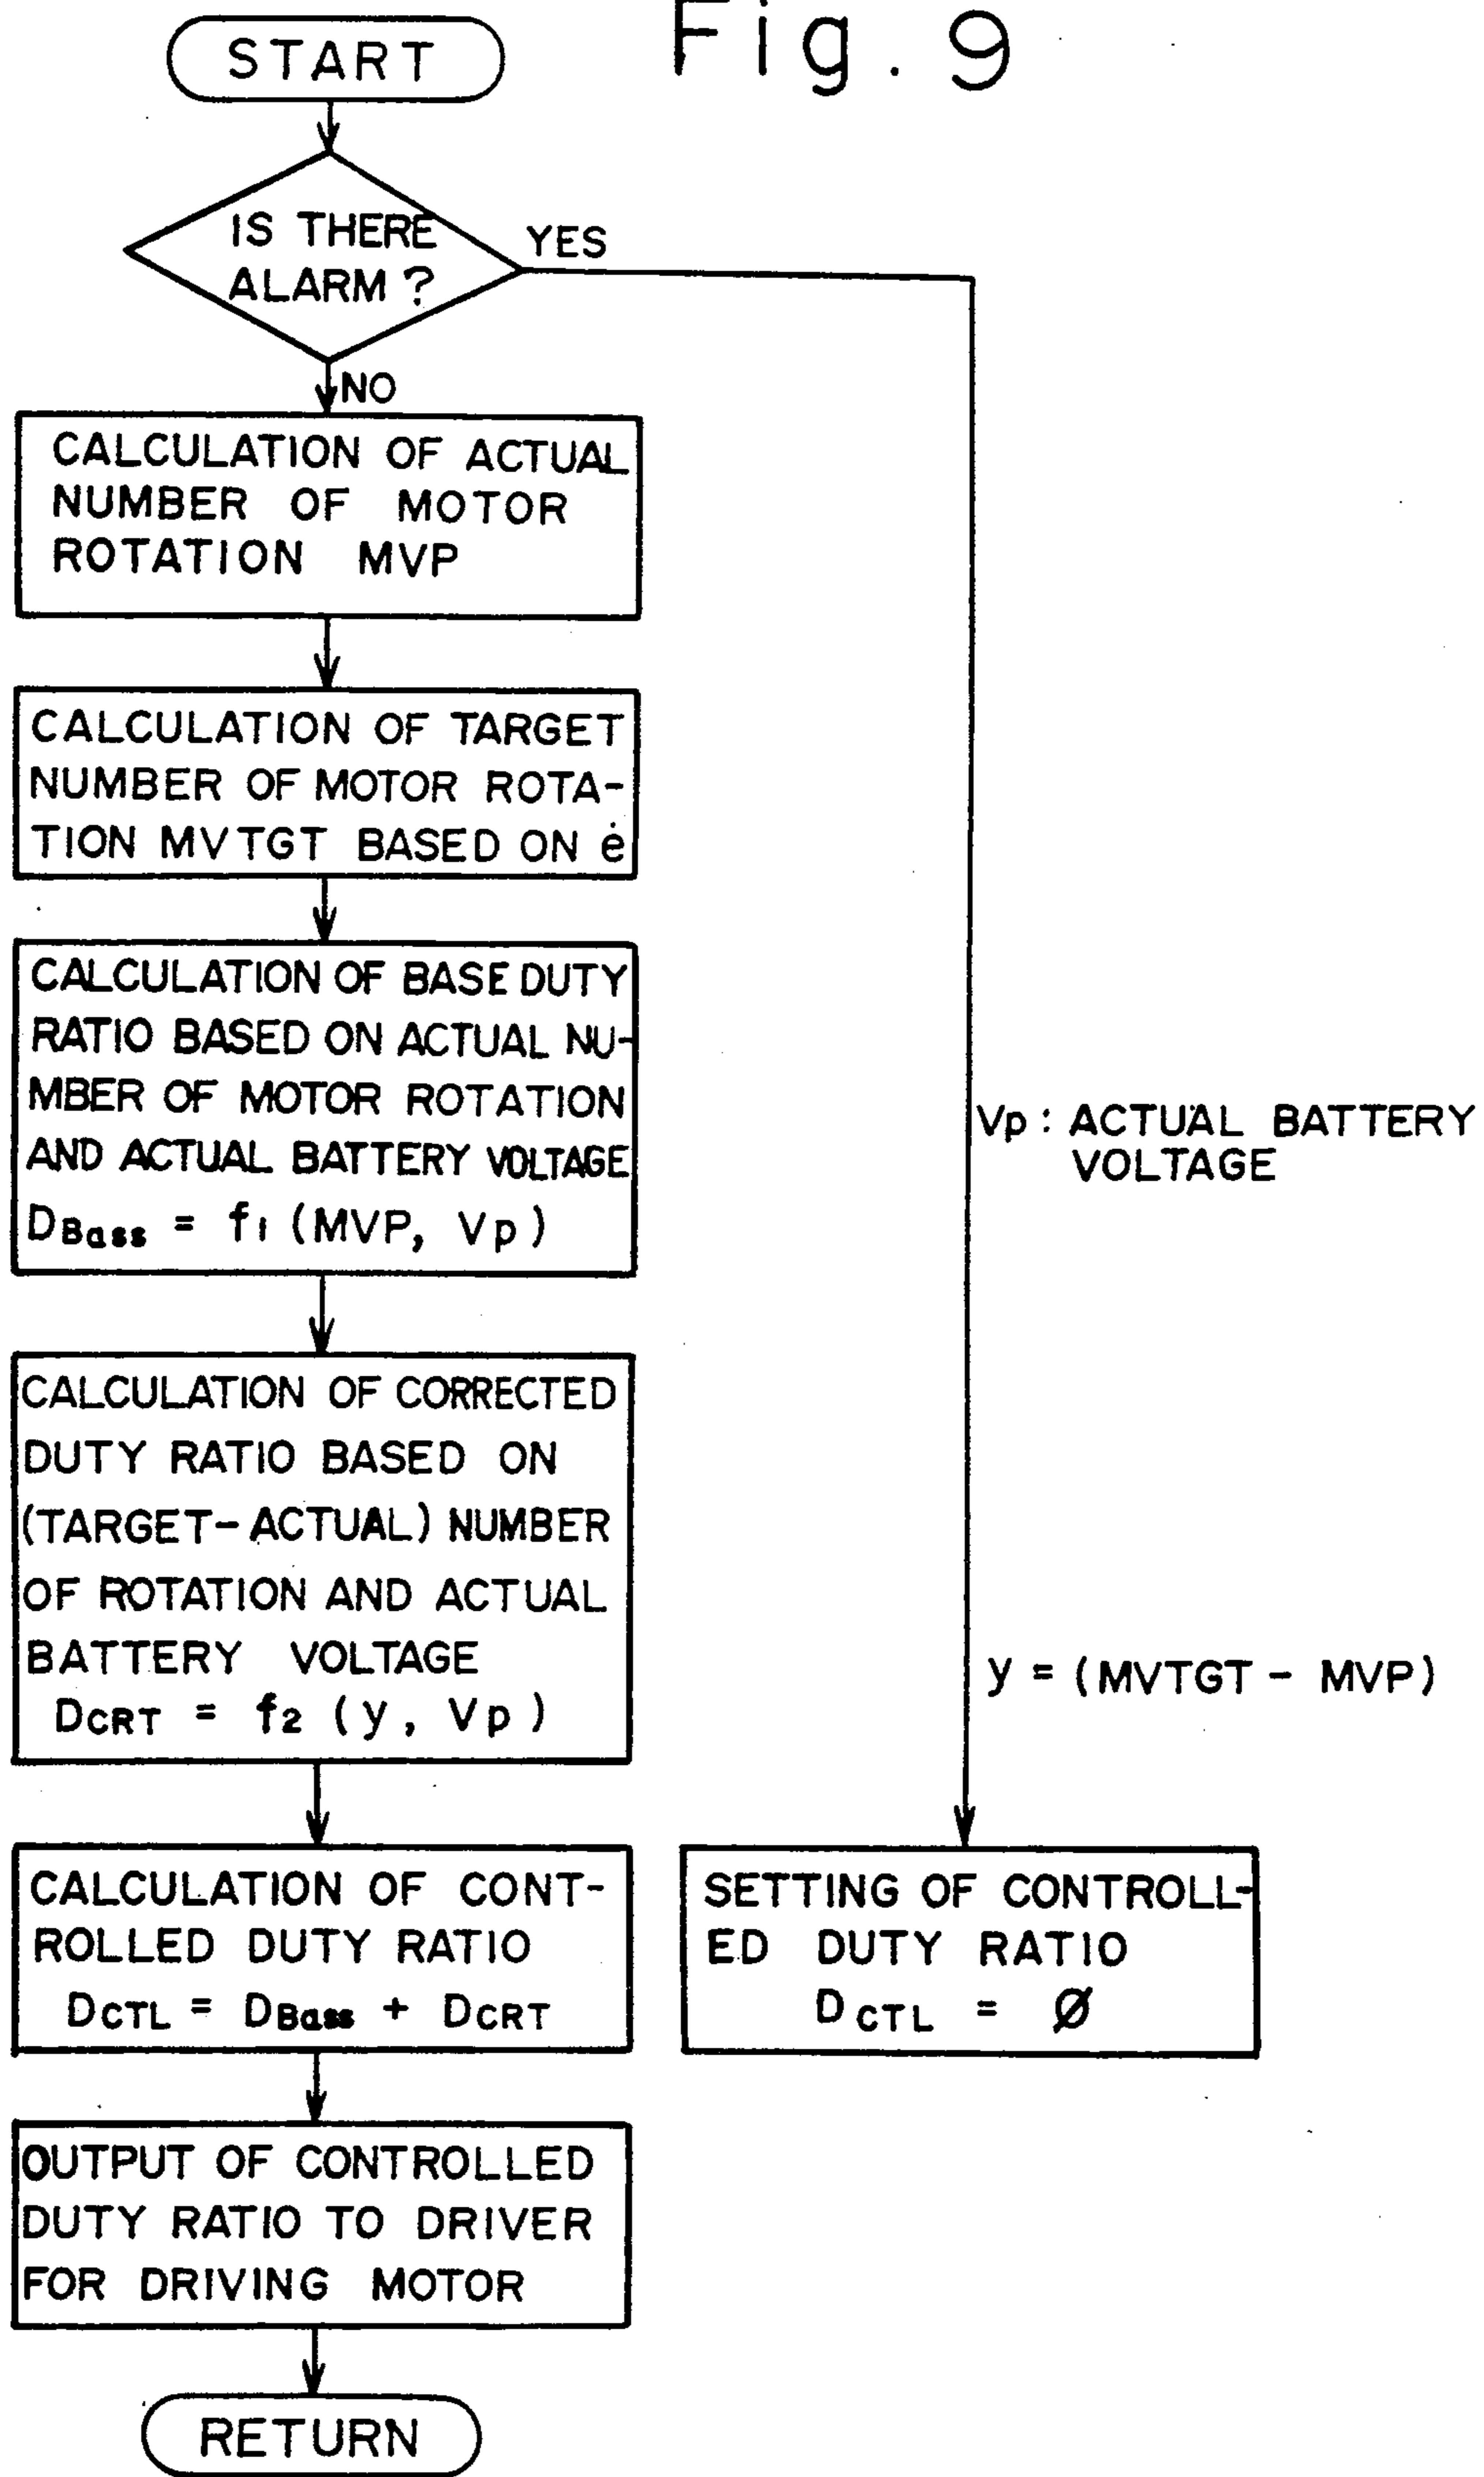 Fig. 9
START
IS THERE
ALARM ?
YES
NO
CALCULATION OF ACTUAL
NUMBER OF MOTOR
ROTATION MVP
CALCULATION OF TARGET
NUMBER OF MOTOR ROTA-
TION MVTGT BASED ON ė
CALCULATION OF BASE DUTY
RATIO BASED ON ACTUAL NU-
MBER OF MOTOR ROTATION
AND ACTUAL BATTERY VOLTAGE
DBass = f1 (MVP, Vp)
Vp : ACTUAL BATTERY
VOLTAGE
CALCULATION OF CORRECTED
DUTY RATIO BASED ON
(TARGET-ACTUAL) NUMBER
OF ROTATION AND ACTUAL
BATTERY VOLTAGE
DCRT = f2 (y, Vp)
y = (MVTGT - MVP)
CALCULATION OF CONT-
ROLLED DUTY RATIO
DCTL = DBass + DCRT
SETTING OF CONTROLL-
ED DUTY RATIO
DCTL = Ø
OUTPUT OF CONTROLLED
DUTY RATIO TO DRIVER
FOR DRIVING MOTOR
RETURN